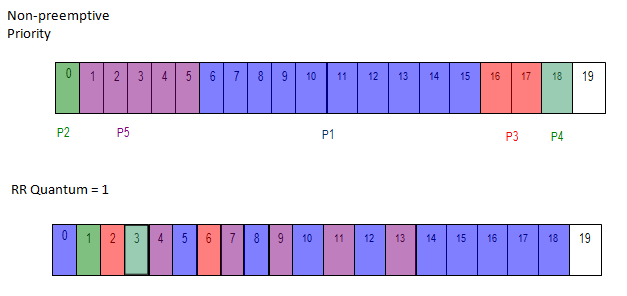 Non-preemptive
Priority
0 1 2 3 4 5 6 7 8 9 10 11 12 13 14 15 16 17 18 19
P2 P5 P1 P3 P4
RR Quantum = 1
0 1 2 3 4 5 6 7 8 9 10 11 12 13 14 15 16 17 18 19